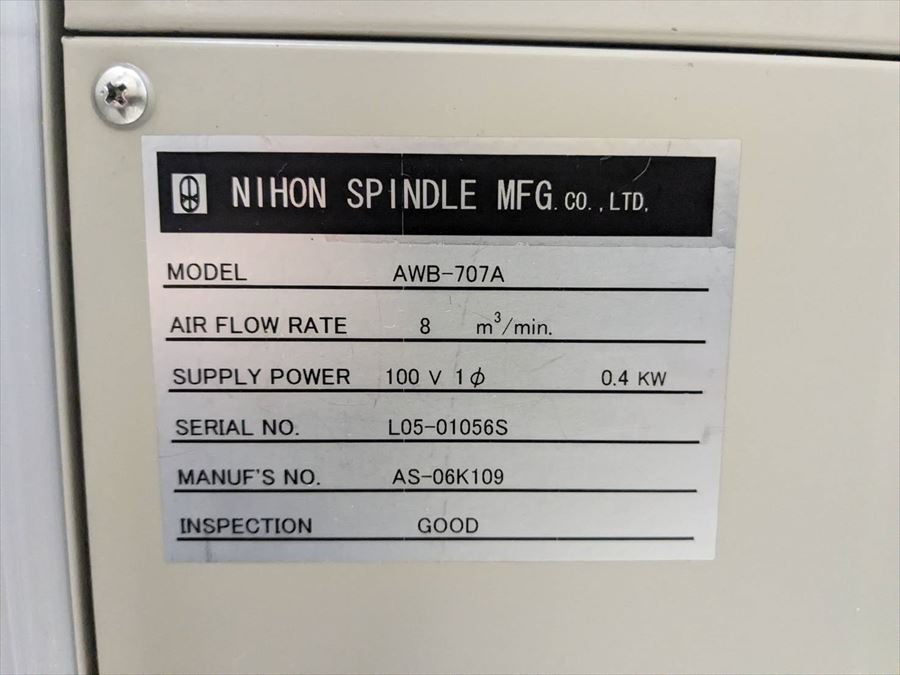 NIHON SPINDLE MFG. CO., LTD.
MODEL AWB-707A
AIR FLOW RATE 8 m³/min.
SUPPLY POWER 100 V 1φ 0.4 KW
SERIAL NO. L05-01056S
MANUF'S NO. AS-06K109
INSPECTION GOOD